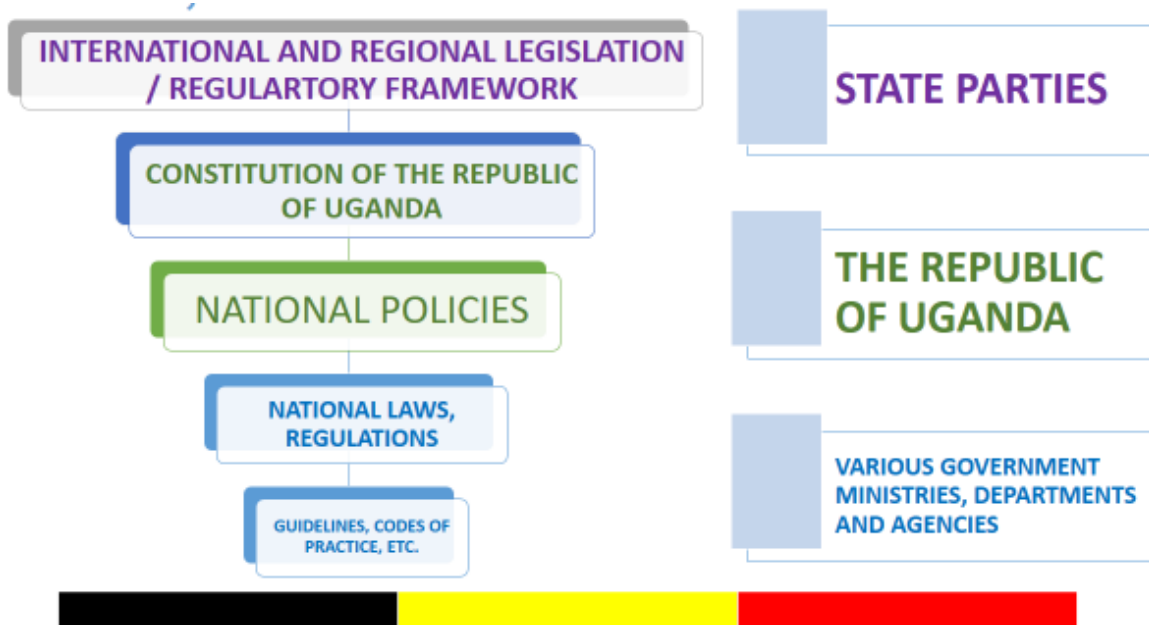 INTERNATIONAL AND REGIONAL LEGISLATION
/ REGULARTORY FRAMEWORK
CONSTITUTION OF THE REPUBLIC
OF UGANDA
NATIONAL POLICIES
NATIONAL LAWS,
REGULATIONS
GUIDELINES, CODES OF
PRACTICE, ETC.
STATE PARTIES
THE REPUBLIC
OF UGANDA
VARIOUS GOVERNMENT
MINISTRIES, DEPARTMENTS
AND AGENCIES